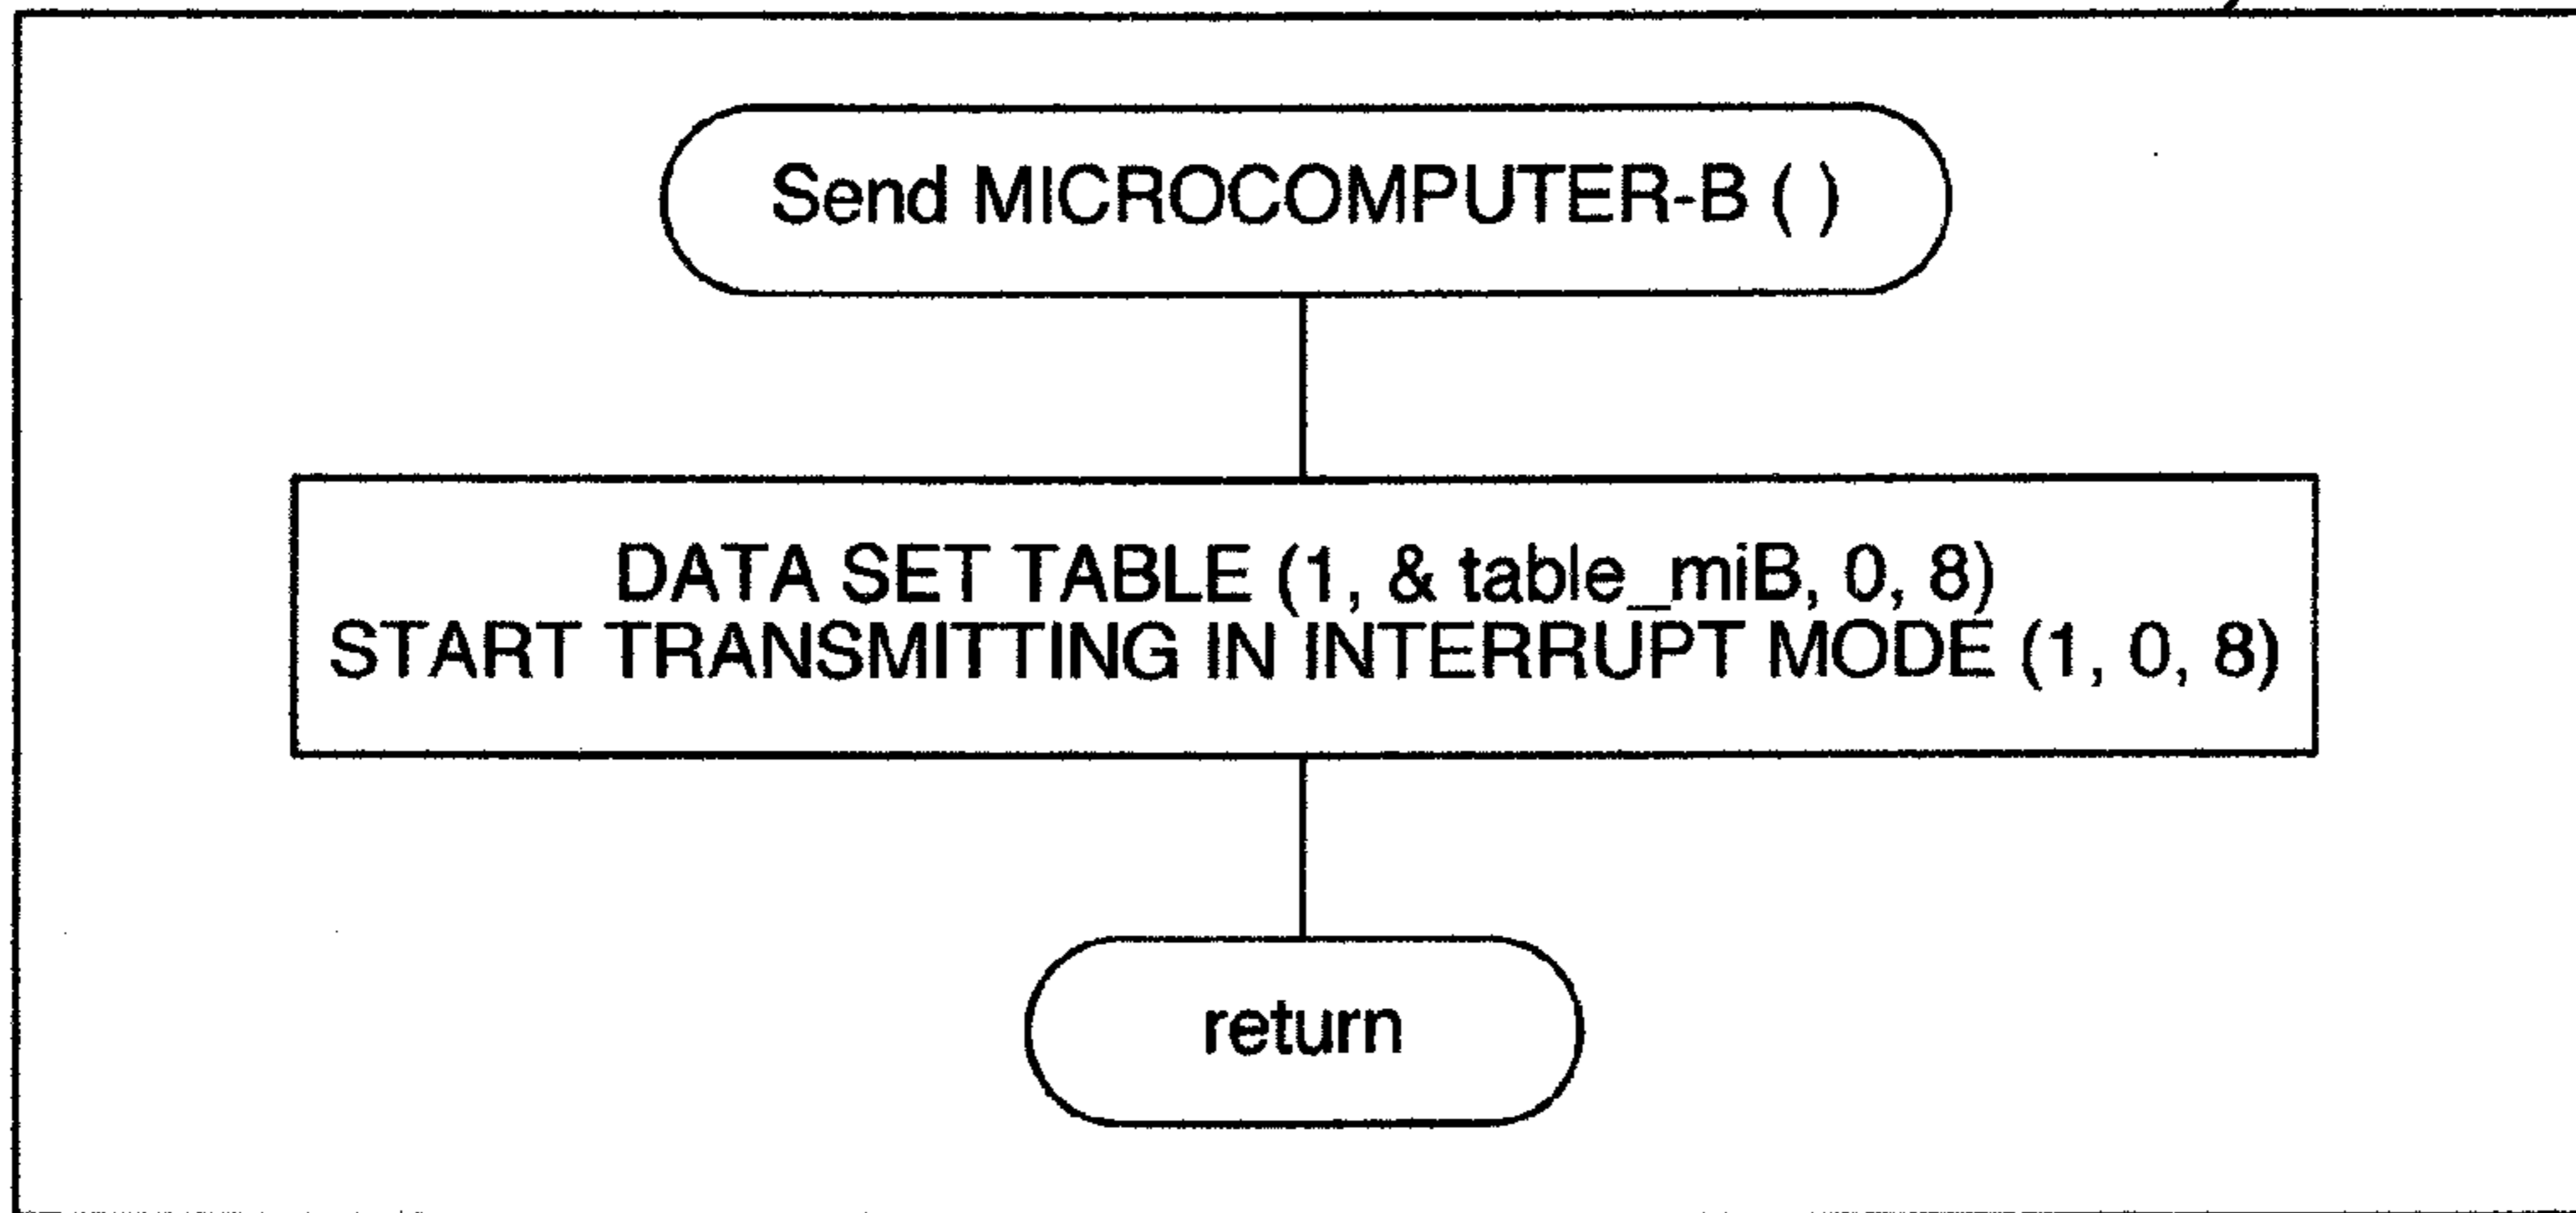 Send MICROCOMPUTER-B ( )
DATA SET TABLE (1, & table_miB, 0, 8)
START TRANSMITTING IN INTERRUPT MODE (1, 0, 8)
return